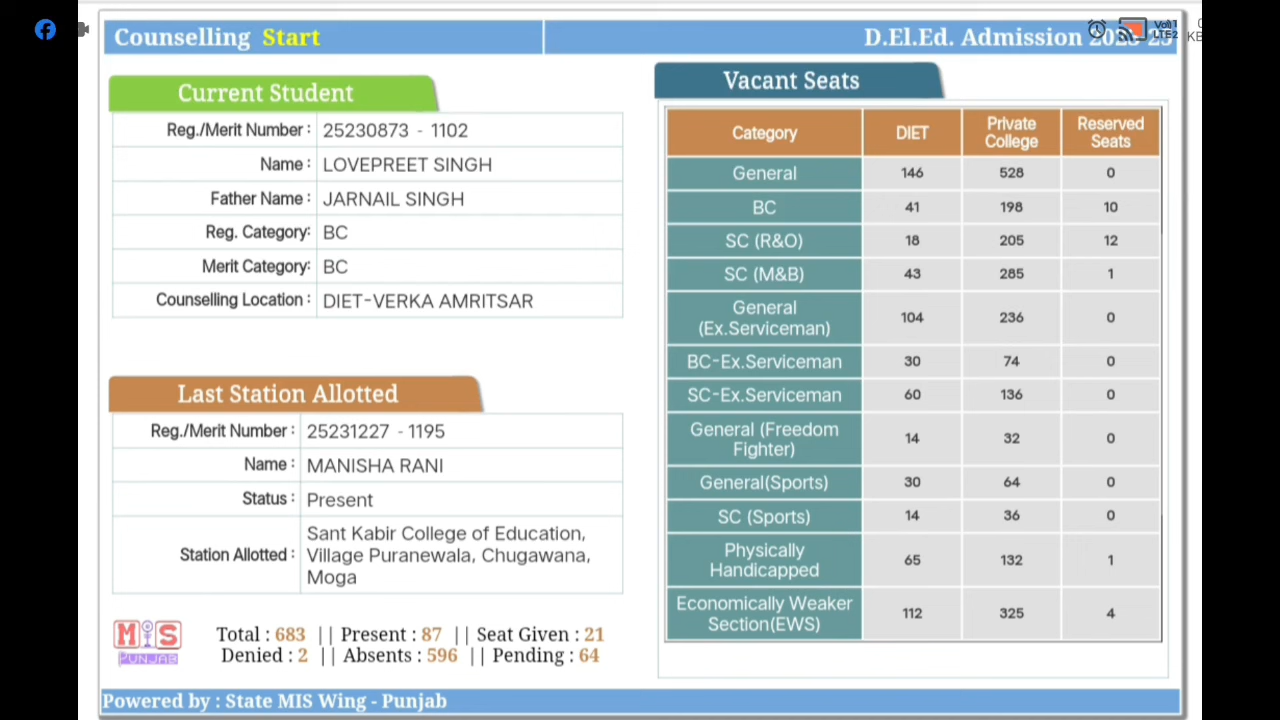 Counselling Start
D.El.Ed. Admission
Current Student
Reg./Merit Number : 25230873 - 1102
Name : LOVEPREET SINGH
Father Name : JARNAIL SINGH
Reg. Category: BC
Merit Category: BC
Counselling Location : DIET-VERKA AMRITSAR
Last Station Allotted
Reg./Merit Number : 25231227 - 1195
Name : MANISHA RANI
Status : Present
Station Allotted : Sant Kabir College of Education,
Village Puranewala, Chugawana,
Moga
MIS
PUNJAB
Total : 683 || Present : 87 || Seat Given : 21
Denied : 2 || Absents : 596 || Pending : 64
Vacant Seats
Category DIET Private College Reserved Seats
General 146 528 0
BC 41 198 10
SC (R&O) 18 205 12
SC (M&B) 43 285 1
General (Ex.Serviceman) 104 236 0
BC-Ex.Serviceman 30 74 0
SC-Ex.Serviceman 60 136 0
General (Freedom Fighter) 14 32 0
General(Sports) 30 64 0
SC (Sports) 14 36 0
Physically Handicapped 65 132 1
Economically Weaker Section(EWS) 112 325 4
Powered by : State MIS Wing - Punjab